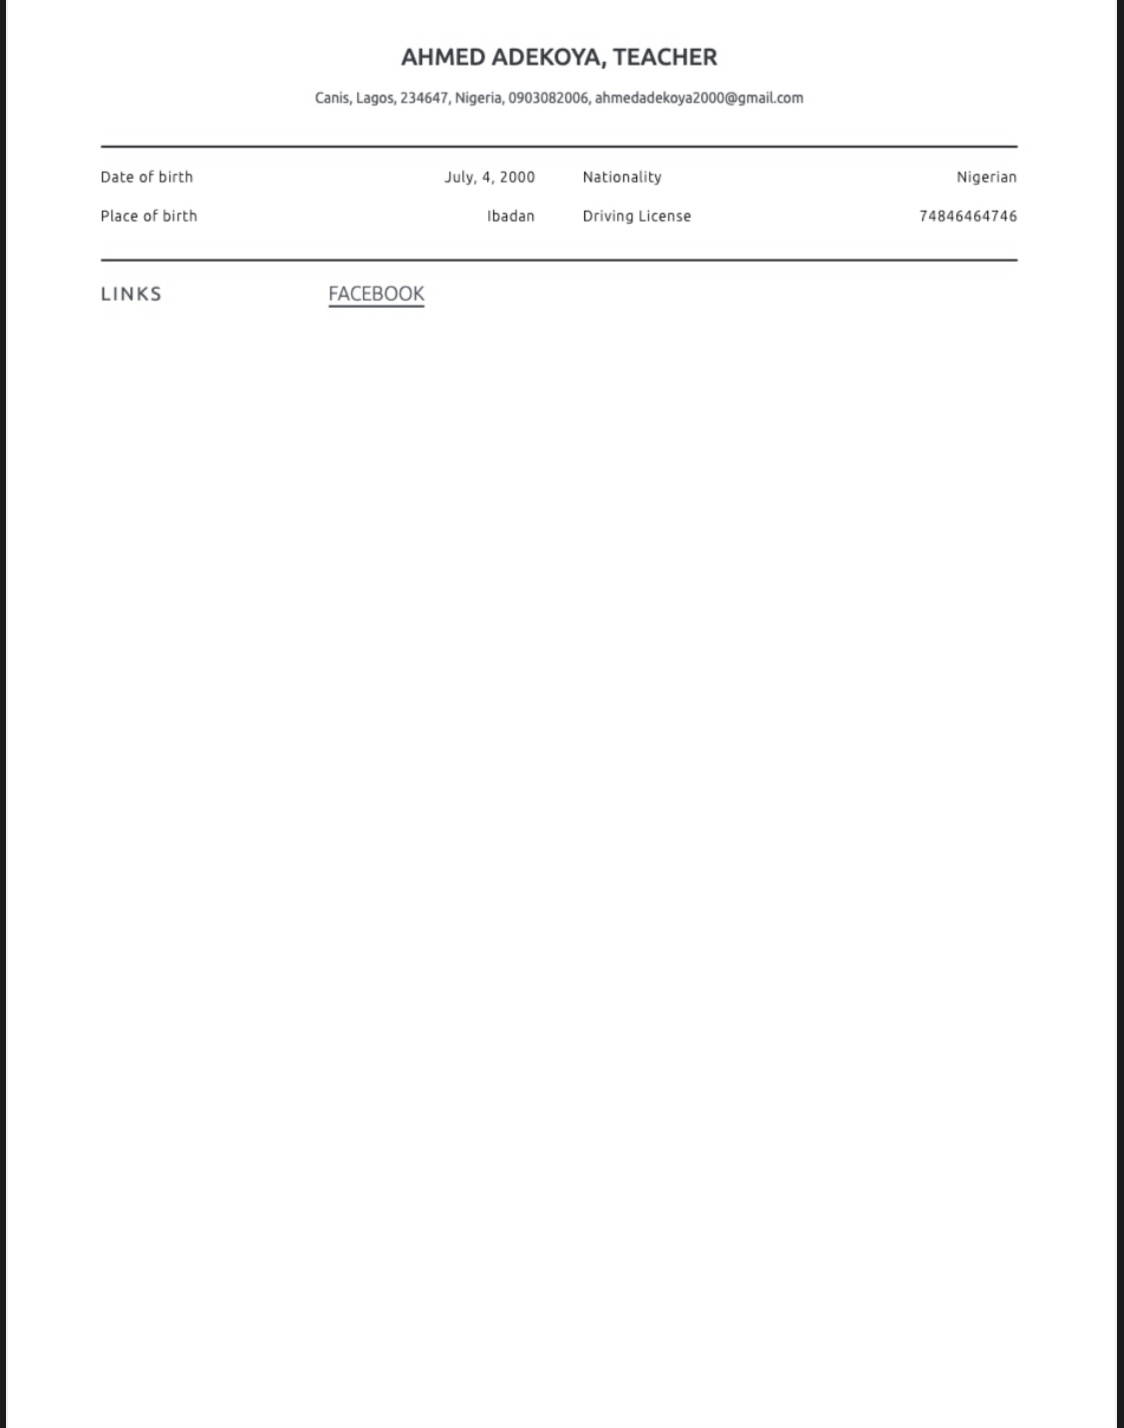 AHMED ADEKOYA, TEACHER
Canis, Lagos, 234647, Nigeria, 0903082006, ahmedadekoya2000@gmail.com
Date of birth July, 4, 2000 Nationality Nigerian
Place of birth Ibadan Driving License 74846464746
LINKS FACEBOOK